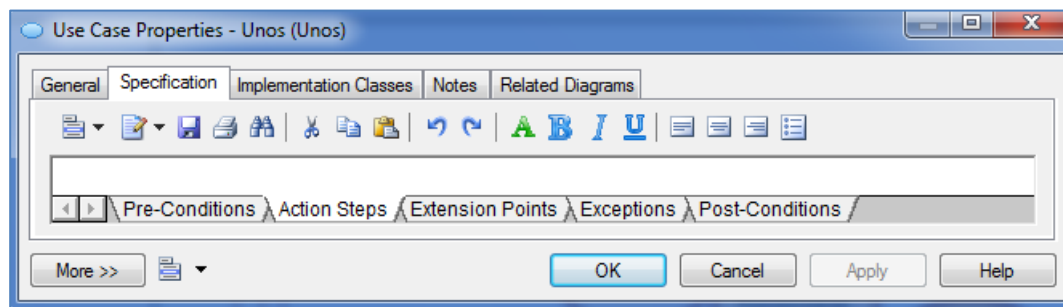 Use Case Properties - Unos (Unos)
General Specification Implementation Classes Notes Related Diagrams
A B I U
Pre-Conditions Action Steps Extension Points Exceptions Post-Conditions
More >> OK Cancel Apply Help